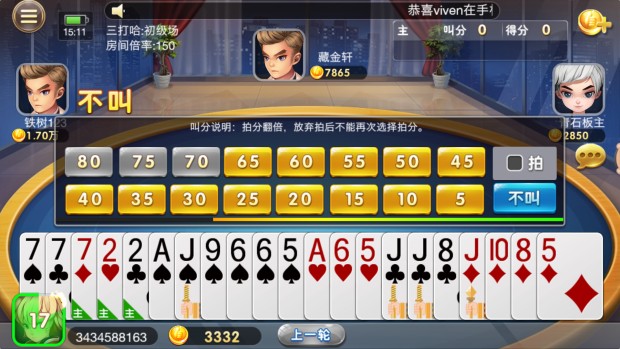 恭喜viven在手机
15:11
三打哈:初级场
房间倍率:150
主 叫分 0 得分 0
藏金轩
7865
不叫
铁树123
1.70万
石板主
2850
叫分说明：拍分翻倍，放弃拍后不能再次选择拍分。
80 75 70 65 60 55 50 45 拍
40 35 30 25 20 15 10 5 不叫
7 7 7 2 2 A J 9 6 6 5 A 6 5 J J 8 J 10 8 5
主 主 主
17
3434588163 3332 上一轮